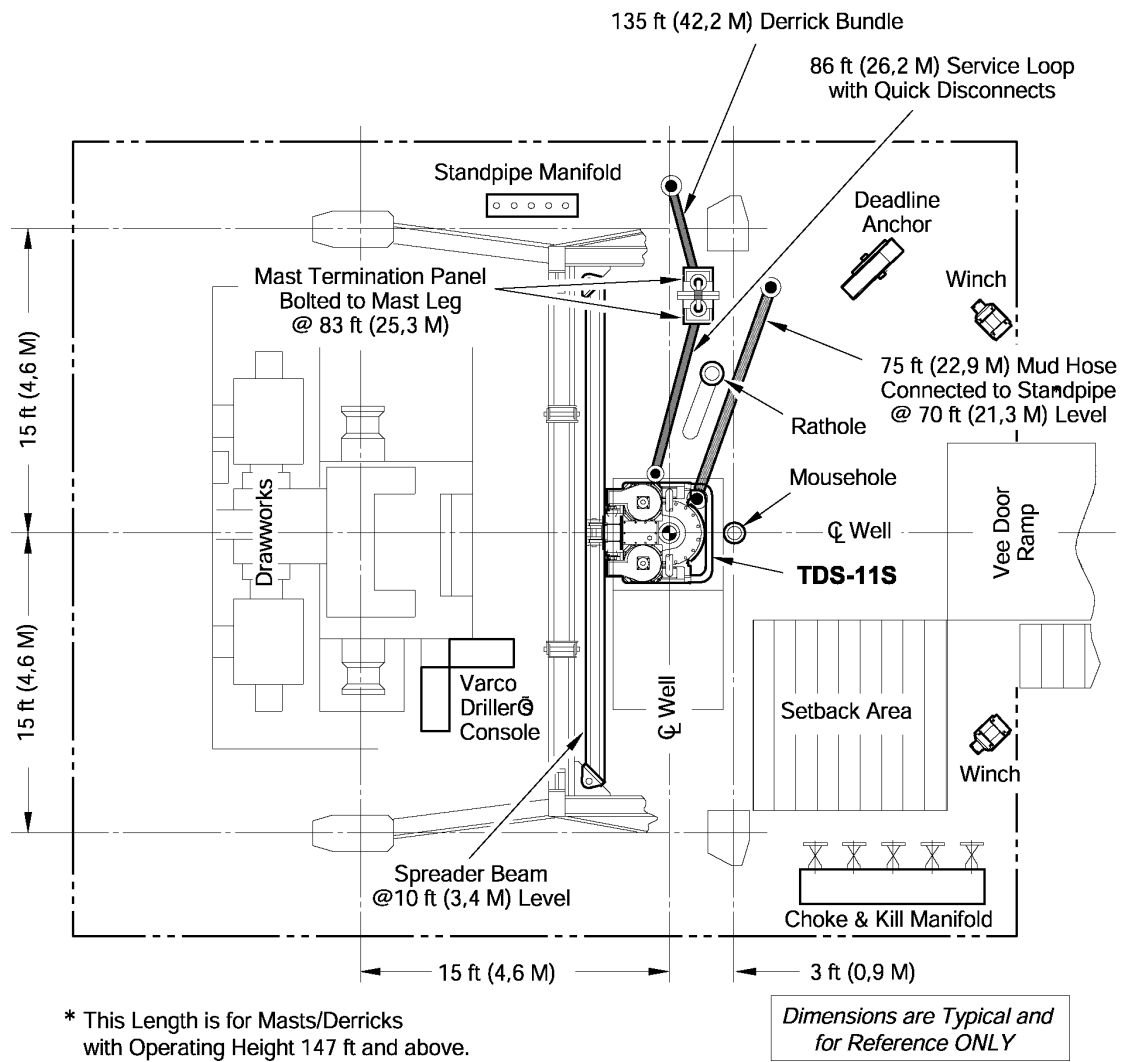 135 ft (42,2 M) Derrick Bundle
86 ft (26,2 M) Service Loop
with Quick Disconnects
Standpipe Manifold
Deadline
Anchor
Mast Termination Panel
Bolted to Mast Leg
@ 83 ft (25,3 M)
Winch
15 ft (4,6 M)
75 ft (22,9 M) Mud Hose
Connected to Standpipe
@ 70 ft (21,3 M) Level
*
Rathole
Mousehole
Drawworks
℄ Well
Vee Door
Ramp
TDS-11S
15 ft (4,6 M)
Varco
Driller®̃
Console
℄ Well
Setback Area
Winch
Spreader Beam
@10 ft (3,4 M) Level
Choke & Kill Manifold
15 ft (4,6 M)
3 ft (0,9 M)
* This Length is for Masts/Derricks
with Operating Height 147 ft and above.
Dimensions are Typical and
for Reference ONLY